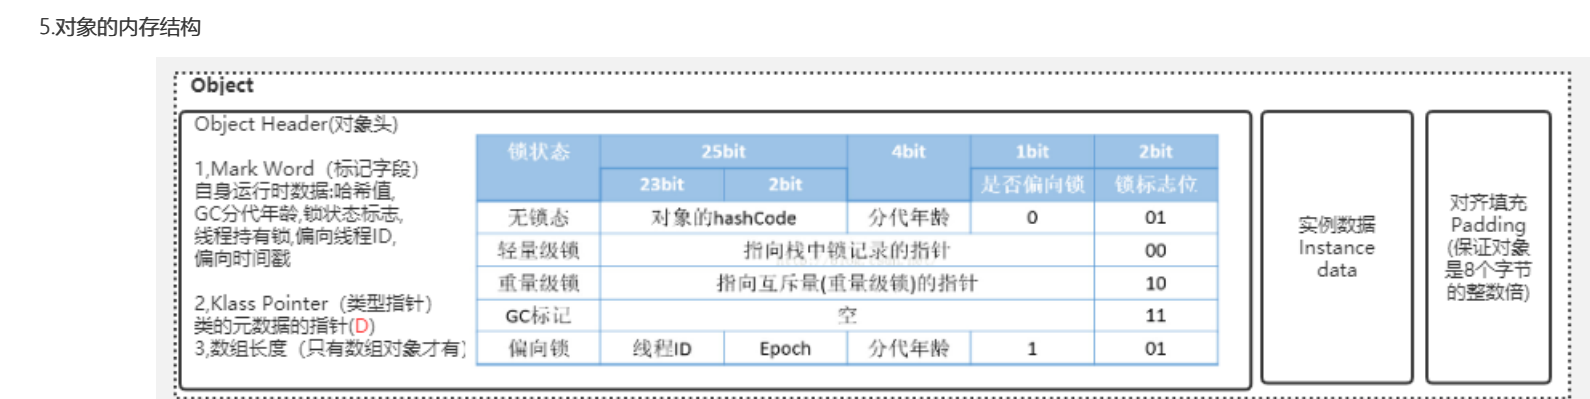 5.对象的内存结构
Object
Object Header(对象头)
1,Mark Word（标记字段）
自身运行时数据:哈希值,
GC分代年龄,锁状态标志,
线程持有锁,偏向线程ID,
偏向时间戳
2,Klass Pointer（类型指针）
类的元数据的指针(D)
3,数组长度（只有数组对象才有）
锁状态 25bit 4bit 1bit 2bit
23bit 2bit 是否偏向锁 锁标志位
无锁态 对象的hashCode 分代年龄 0 01
轻量级锁 指向栈中锁记录的指针 00
重量级锁 指向互斥量(重量级锁)的指针 10
GC标记 空 11
偏向锁 线程ID Epoch 分代年龄 1 01
实例数据
Instance
data
对齐填充
Padding
(保证对象
是8个字节
的整数倍)